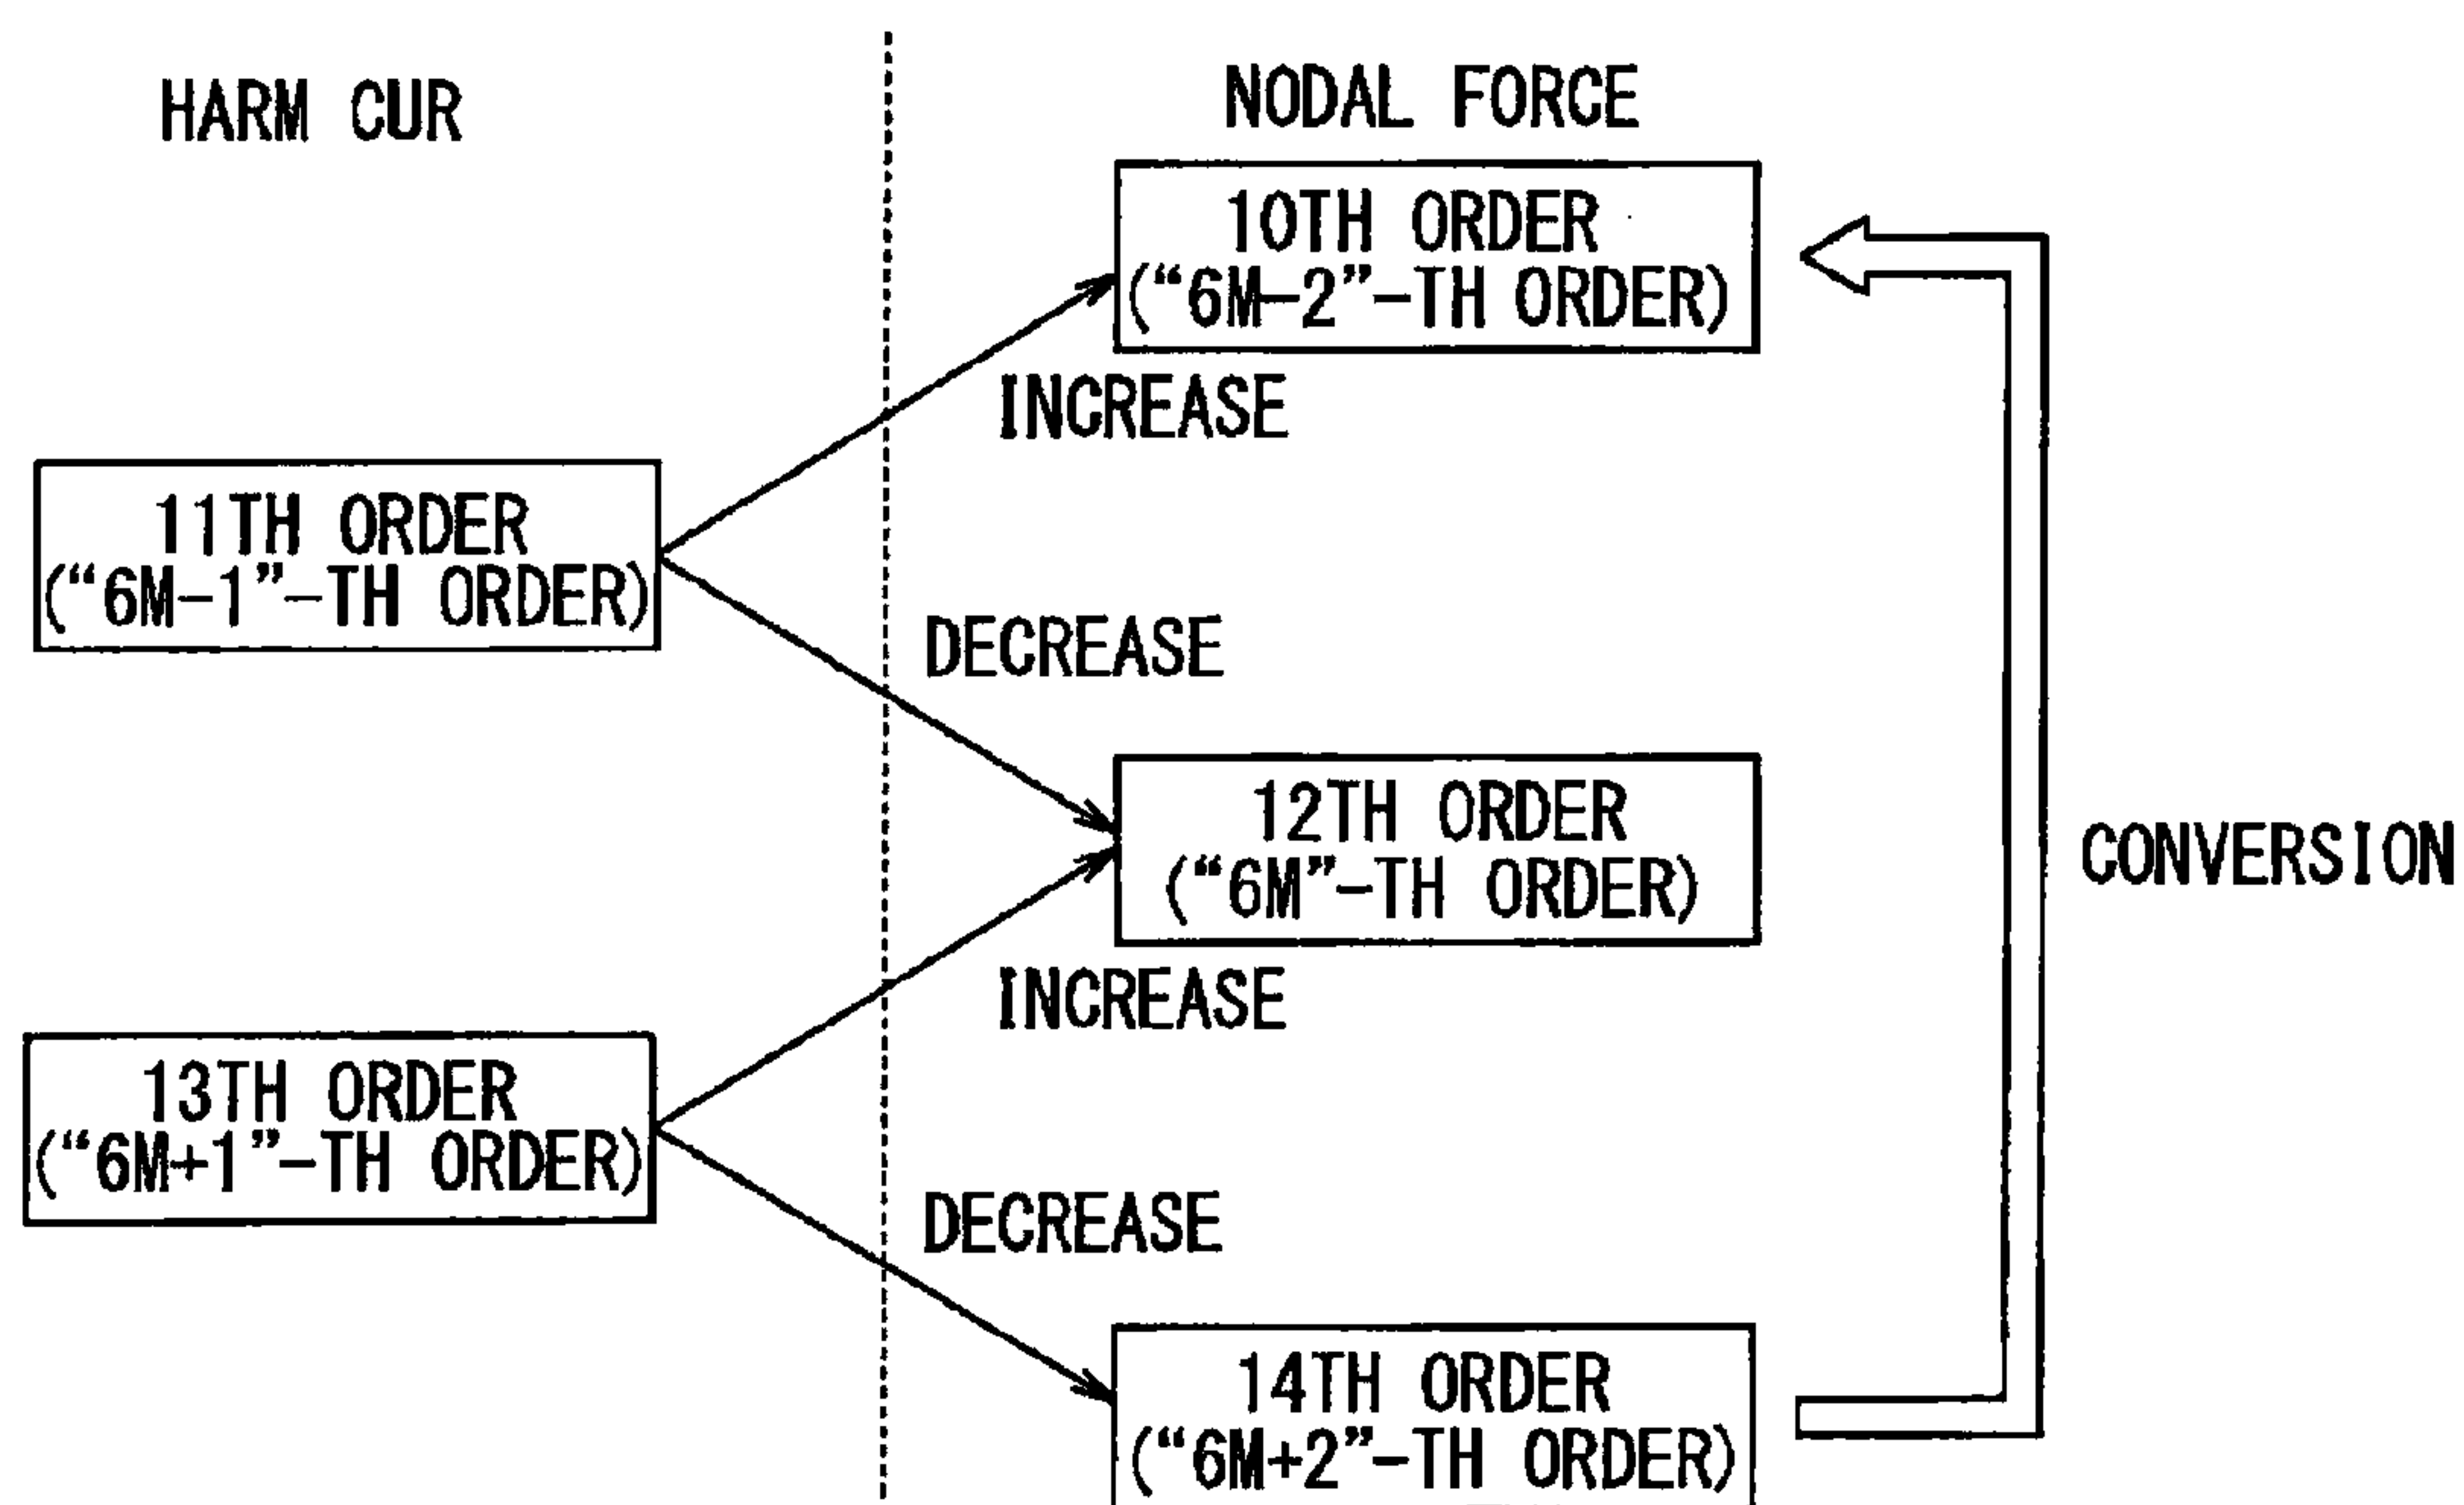 HARM CUR
NODAL FORCE
10TH ORDER
(“6M-2”-TH ORDER)
INCREASE
11TH ORDER
(“6M-1”-TH ORDER)
DECREASE
12TH ORDER
(“6M”-TH ORDER)
CONVERSION
INCREASE
13TH ORDER
(“6M+1”-TH ORDER)
DECREASE
14TH ORDER
(“6M+2”-TH ORDER)